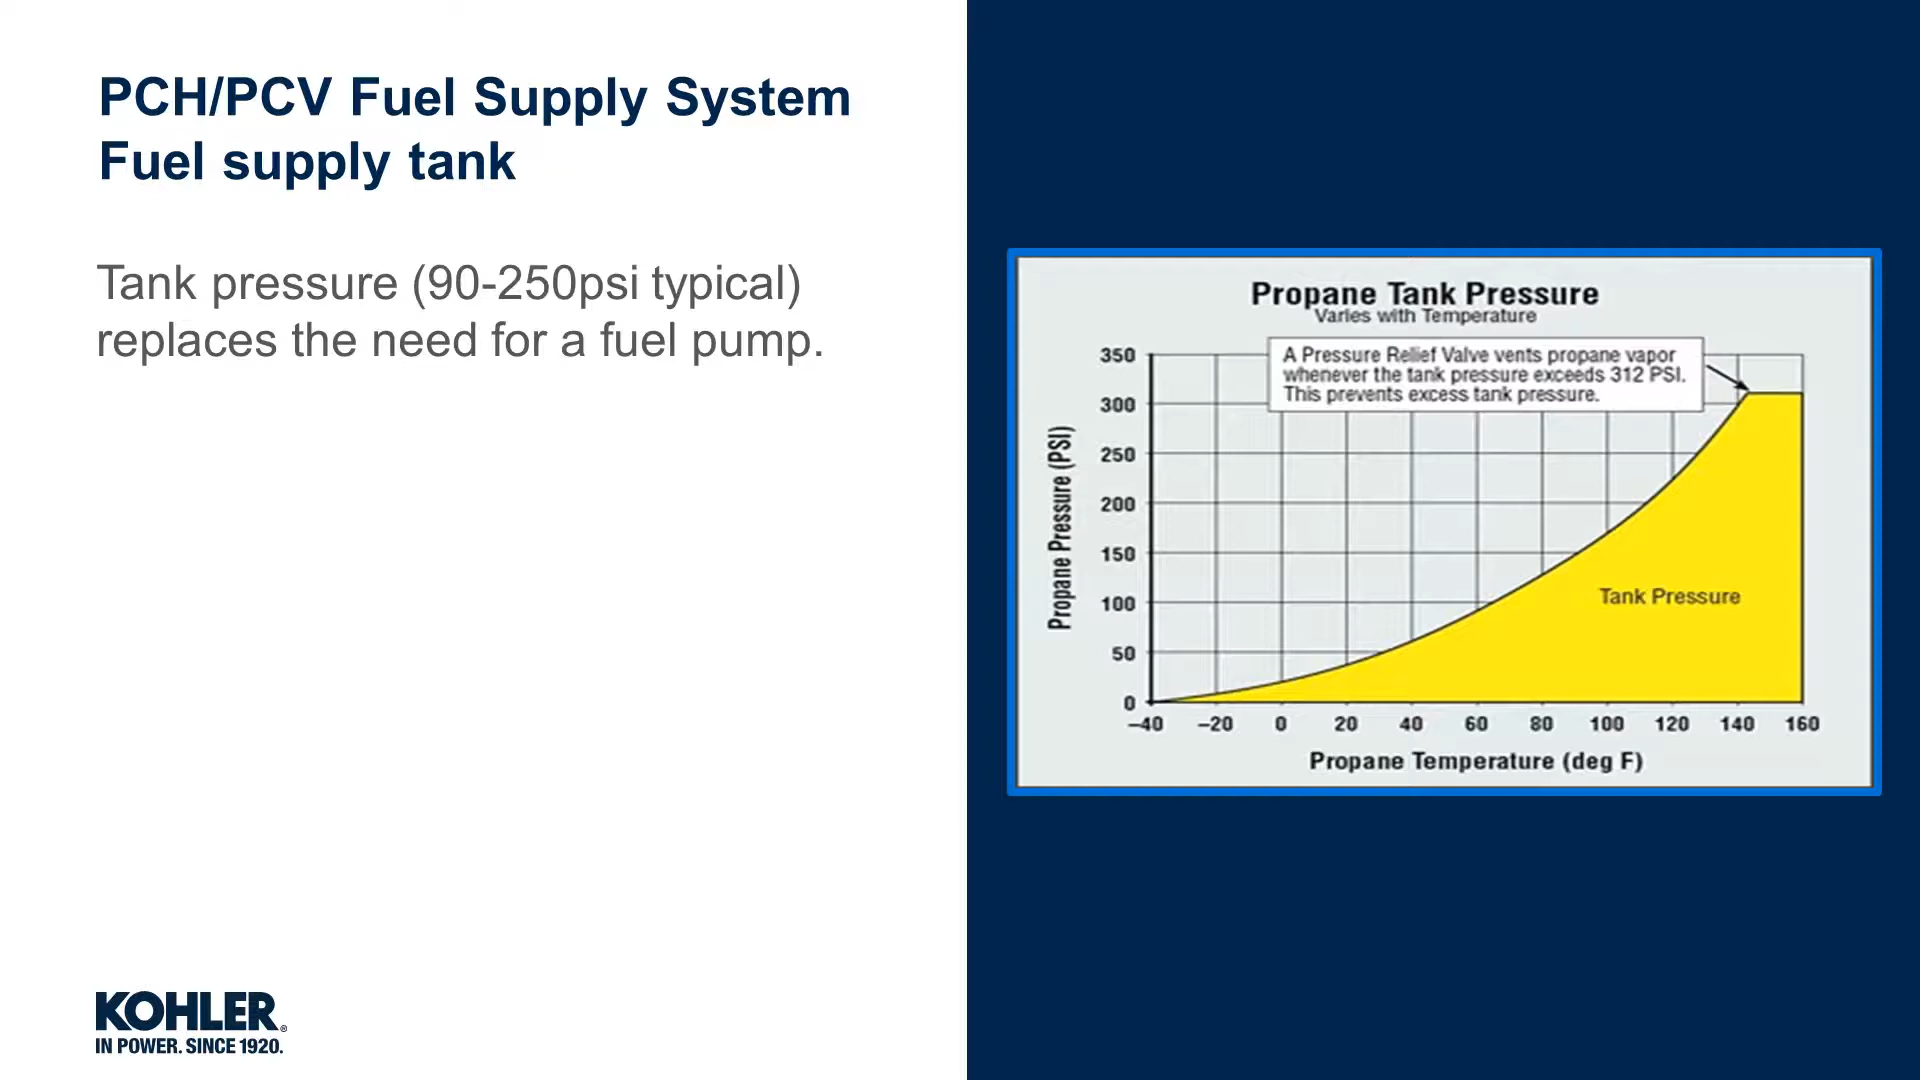 PCH/PCV Fuel Supply System
Fuel supply tank
Tank pressure (90-250psi typical)
replaces the need for a fuel pump.
KOHLER®
IN POWER. SINCE 1920.
Propane Tank Pressure
Varies with Temperature
A Pressure Relief Valve vents propane vapor
whenever the tank pressure exceeds 312 PSI.
This prevents excess tank pressure.
Propane Pressure (PSI)
350
300
250
200
150
100
50
0
Tank Pressure
–40 –20 0 20 40 60 80 100 120 140 160
Propane Temperature (deg F)